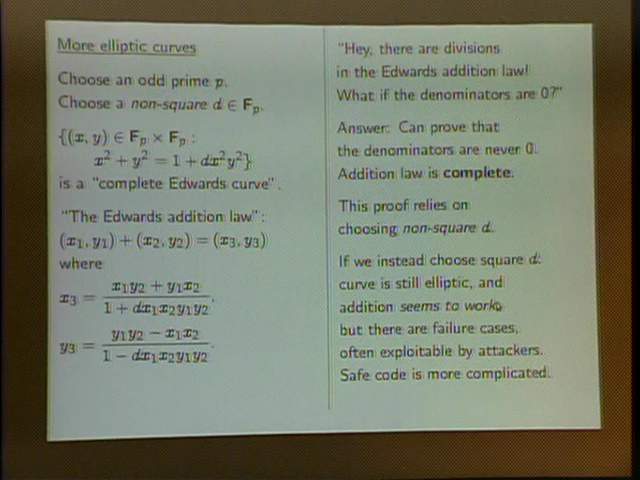 More elliptic curves
Choose an odd prime p.
Choose a non-square d ∈ F_p.
{(x, y) ∈ F_p × F_p :
x² + y² = 1 + dx²y²}
is a "complete Edwards curve".
"The Edwards addition law":
(x₁, y₁) + (x₂, y₂) = (x₃, y₃)
where
x₃ = (x₁y₂ + y₁x₂) / (1 + dx₁x₂y₁y₂),
y₃ = (y₁y₂ − x₁x₂) / (1 − dx₁x₂y₁y₂).
"Hey, there are divisions
in the Edwards addition law!
What if the denominators are 0?"
Answer: Can prove that
the denominators are never 0.
Addition law is complete.
This proof relies on
choosing non-square d.
If we instead choose square d:
curve is still elliptic, and
addition seems to work,
but there are failure cases,
often exploitable by attackers.
Safe code is more complicated.